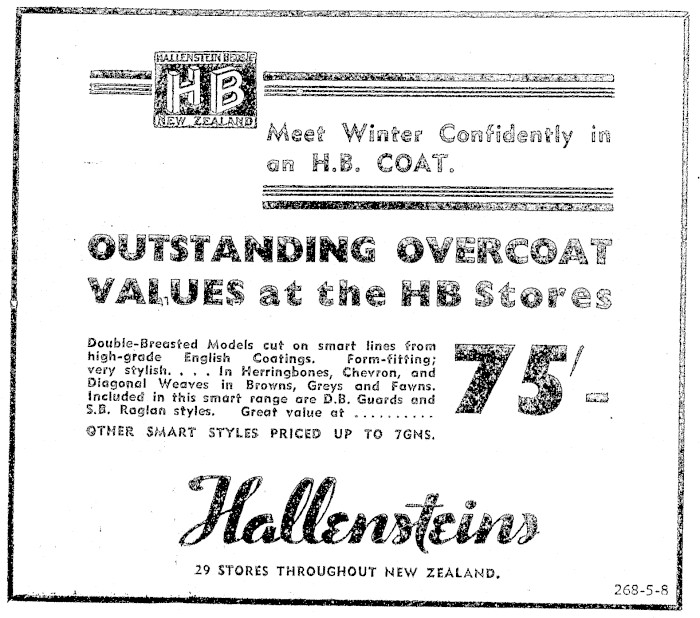 HALLENSTEIN BROS LTD
HB
NEW ZEALAND
Meet Winter Confidently in
an H.B. COAT.
OUTSTANDING OVERCOAT
VALUES at the HB Stores
Double-Breasted Models cut on smart lines from
high-grade English Coatings. Form-fitting;
very stylish. . . . In Herringbones, Chevron, and
Diagonal Weaves in Browns, Greys and Fawns.
Included in this smart range are D.B. Guards and
S.B. Raglan styles. Great value at ..........
75/-
OTHER SMART STYLES PRICED UP TO 7GNS.
Hallensteins
29 STORES THROUGHOUT NEW ZEALAND.
268-5-8